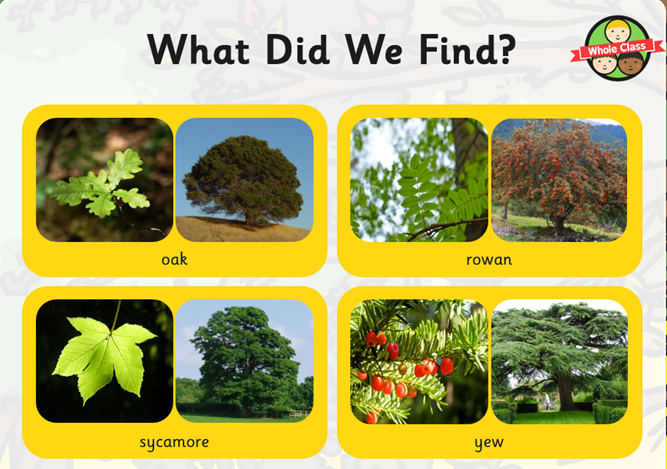 What Did We Find?
Whole Class
oak
rowan
sycamore
yew